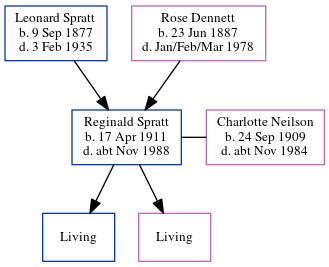 Leonard Spratt
b. 9 Sep 1877
d. 3 Feb 1935
Rose Dennett
b. 23 Jun 1887
d. Jan/Feb/Mar 1978
Reginald Spratt
b. 17 Apr 1911
d. abt Nov 1988
Charlotte Neilson
b. 24 Sep 1909
d. abt Nov 1984
Living
Living